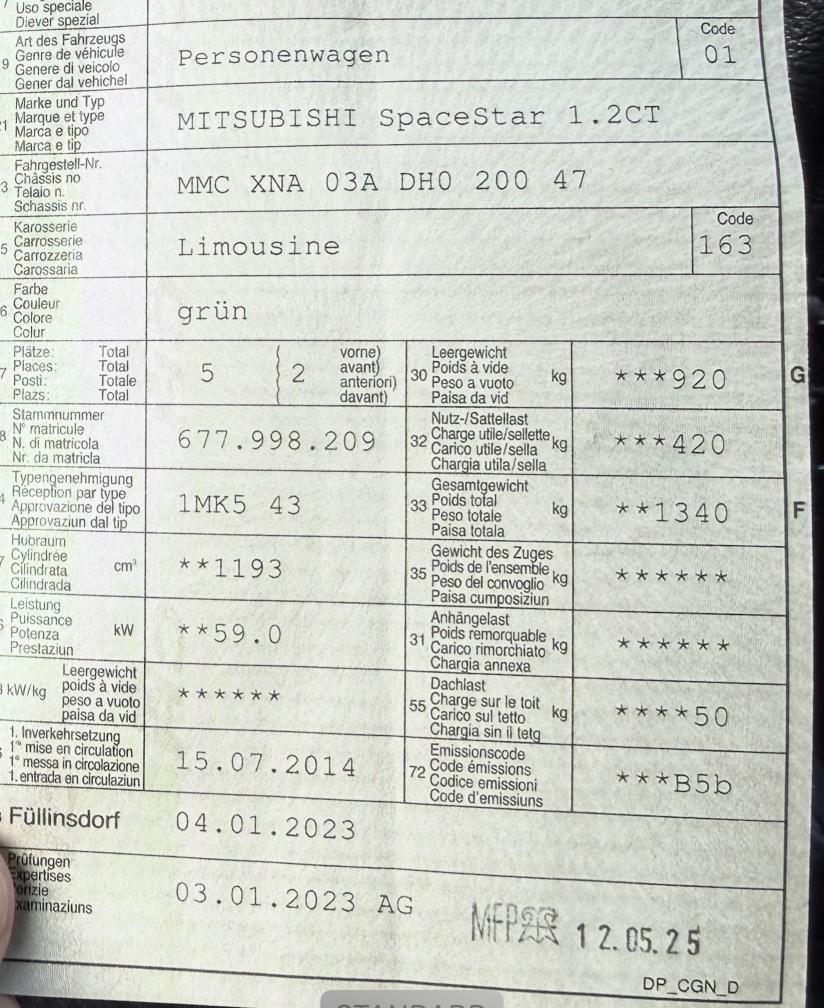 Uso speciale
Diever spezial
9 Art des Fahrzeugs
Genre de véhicule
Genere di veicolo
Gener dal vehichel
Personenwagen
Code
01
Marke und Typ
Marque et type
Marca e tipo
Marca e tip
MITSUBISHI SpaceStar 1.2CT
3 Fahrgestell-Nr.
Châssis no
Telaio n.
Schassis nr.
MMC XNA 03A DH0 200 47
5 Karosserie
Carrosserie
Carrozzeria
Carossaria
Limousine
Code
163
6 Farbe
Couleur
Colore
Colur
grün
7 Plätze: Total
Places: Total
Posti: Totale
Plazs: Total
5 2
vorne)
avant)
anteriori)
davant)
30 Leergewicht
Poids à vide
Peso a vuoto
Paisa da vid
kg
***920
G
8 Stammnummer
N° matricule
N. di matricola
Nr. da matricla
677.998.209
32 Nutz-/Sattellast
Charge utile/sellette
Carico utile/sella
Chargia utila/sella
kg
***420
4 Typengenehmigung
Réception par type
Approvazione del tipo
Approvaziun dal tip
1MK5 43
33 Gesamtgewicht
Poids total
Peso totale
Paisa totala
kg
**1340
F
7 Hubraum
Cylindrée
Cilindrata
Cilindrada
cm³
**1193
35 Gewicht des Zuges
Poids de l'ensemble
Peso del convoglio
Paisa cumposiziun
kg
******
Leistung
Puissance
Potenza
Prestaziun
kW
**59.0
31 Anhängelast
Poids remorquable
Carico rimorchiato
Chargia annexa
kg
******
kW/kg
Leergewicht
poids à vide
peso a vuoto
paisa da vid
******
55 Dachlast
Charge sur le toit
Carico sul tetto
Chargia sin il tetg
kg
****50
1. Inverkehrsetzung
1re mise en circulation
1a messa in circolazione
1. entrada en circulaziun
15.07.2014
72 Emissionscode
Code émissions
Codice emissioni
Code d'emissiuns
***B5b
Füllinsdorf
04.01.2023
Prüfungen
Expertises
03.01.2023 AG
12.05.25
DP_CGN_D